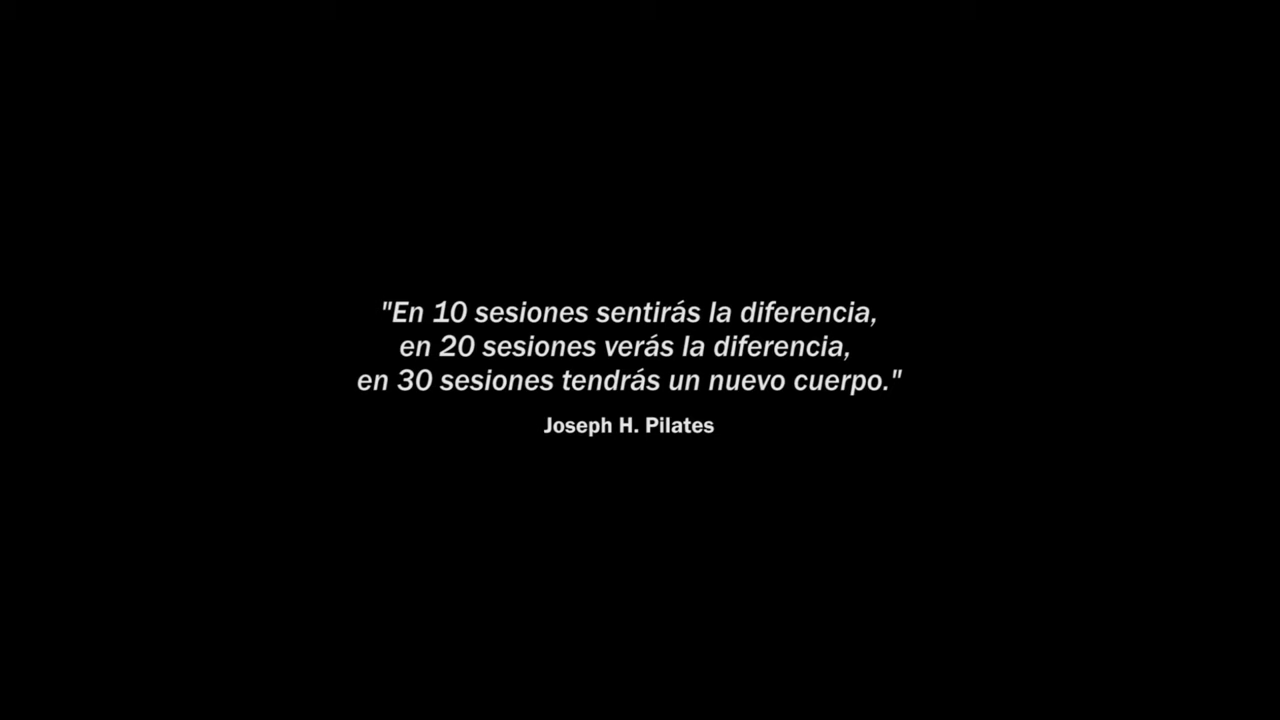 "En 10 sesiones sentirás la diferencia,
en 20 sesiones verás la diferencia,
en 30 sesiones tendrás un nuevo cuerpo."
Joseph H. Pilates